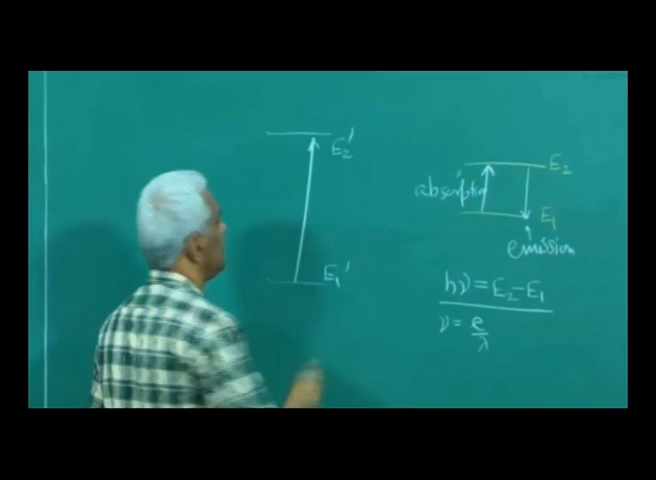 E₂'
E₁'
E₂
absorption
E₁
emission
hν = E₂ − E₁
ν = c/λ